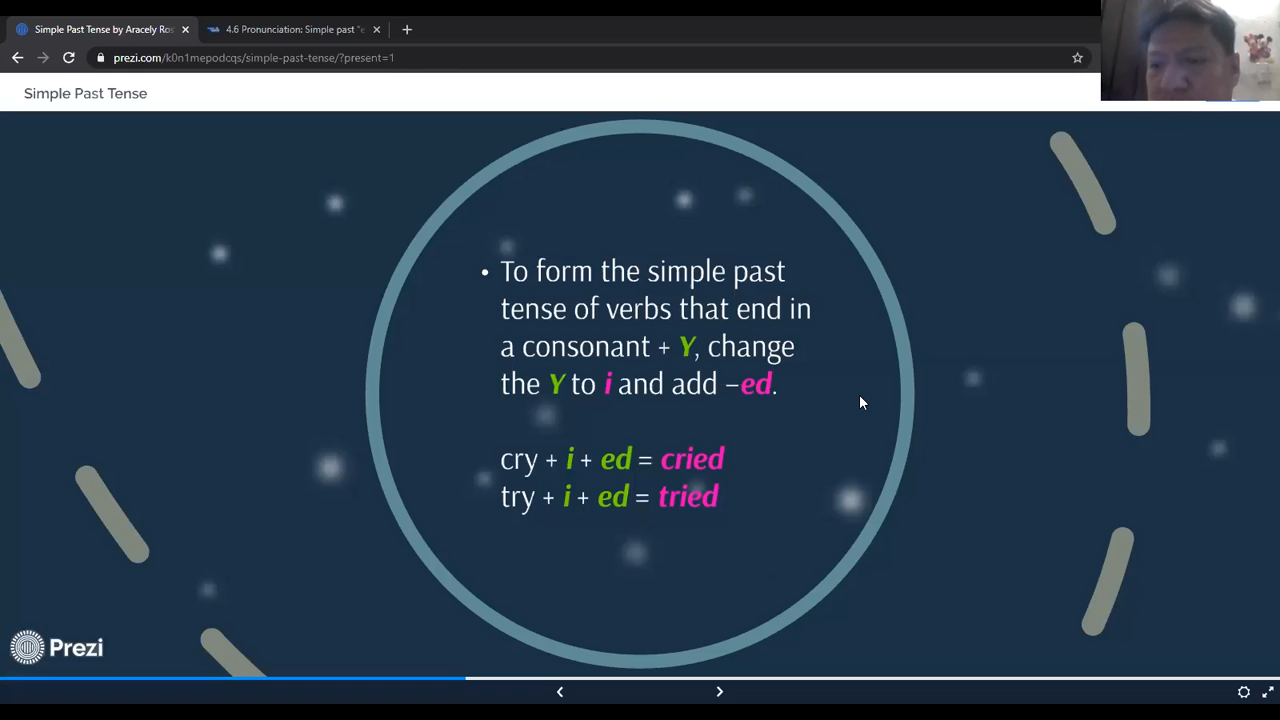 Simple Past Tense by Aracely Ros
4.6 Pronunciation: Simple past "e
prezi.com/k0n1mepodcqs/simple-past-tense/?present=1
Simple Past Tense
• To form the simple past
tense of verbs that end in
a consonant + Y, change
the Y to i and add –ed.
cry + i + ed = cried
try + i + ed = tried
Prezi